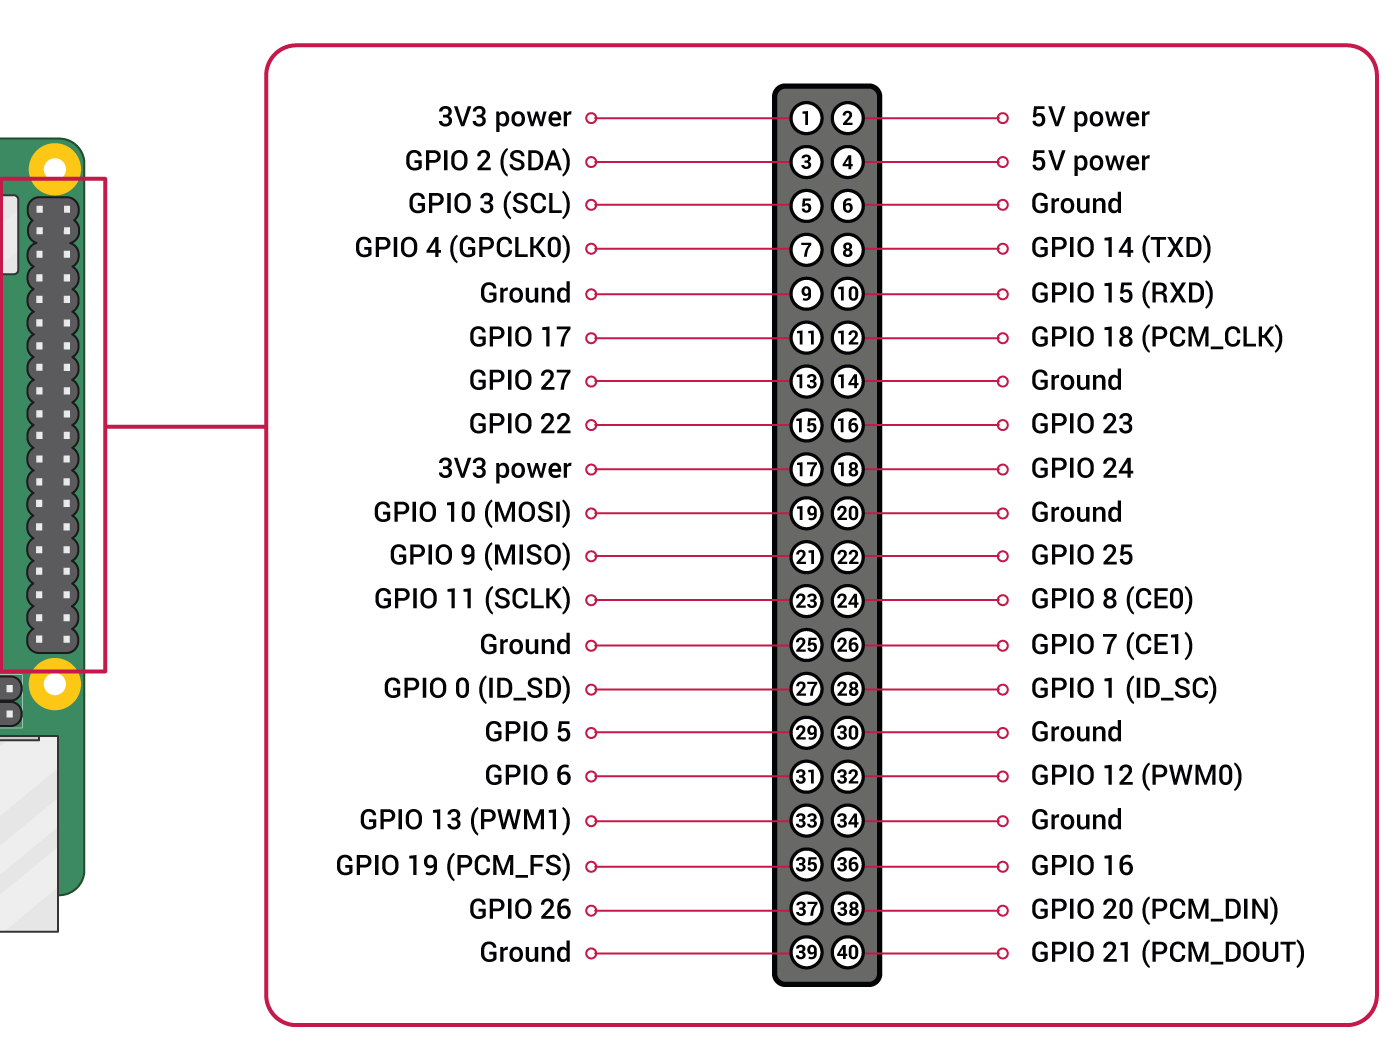 3V3 power 1 2 5V power
GPIO 2 (SDA) 3 4 5V power
GPIO 3 (SCL) 5 6 Ground
GPIO 4 (GPCLK0) 7 8 GPIO 14 (TXD)
Ground 9 10 GPIO 15 (RXD)
GPIO 17 11 12 GPIO 18 (PCM_CLK)
GPIO 27 13 14 Ground
GPIO 22 15 16 GPIO 23
3V3 power 17 18 GPIO 24
GPIO 10 (MOSI) 19 20 Ground
GPIO 9 (MISO) 21 22 GPIO 25
GPIO 11 (SCLK) 23 24 GPIO 8 (CE0)
Ground 25 26 GPIO 7 (CE1)
GPIO 0 (ID_SD) 27 28 GPIO 1 (ID_SC)
GPIO 5 29 30 Ground
GPIO 6 31 32 GPIO 12 (PWM0)
GPIO 13 (PWM1) 33 34 Ground
GPIO 19 (PCM_FS) 35 36 GPIO 16
GPIO 26 37 38 GPIO 20 (PCM_DIN)
Ground 39 40 GPIO 21 (PCM_DOUT)